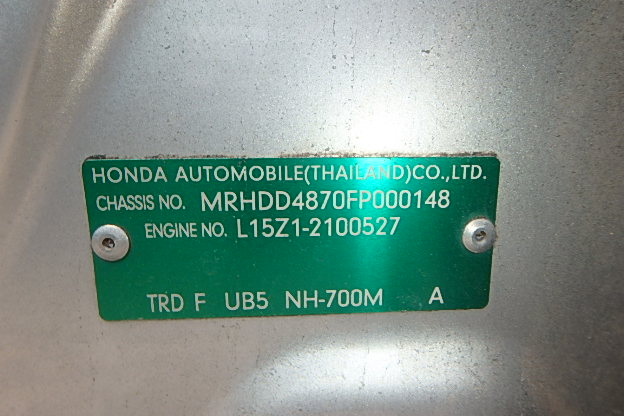 HONDA AUTOMOBILE(THAILAND)CO.,LTD.
CHASSIS NO. MRHDD4870FP000148
ENGINE NO. L15Z1-2100527
TRD F UB5 NH-700M A